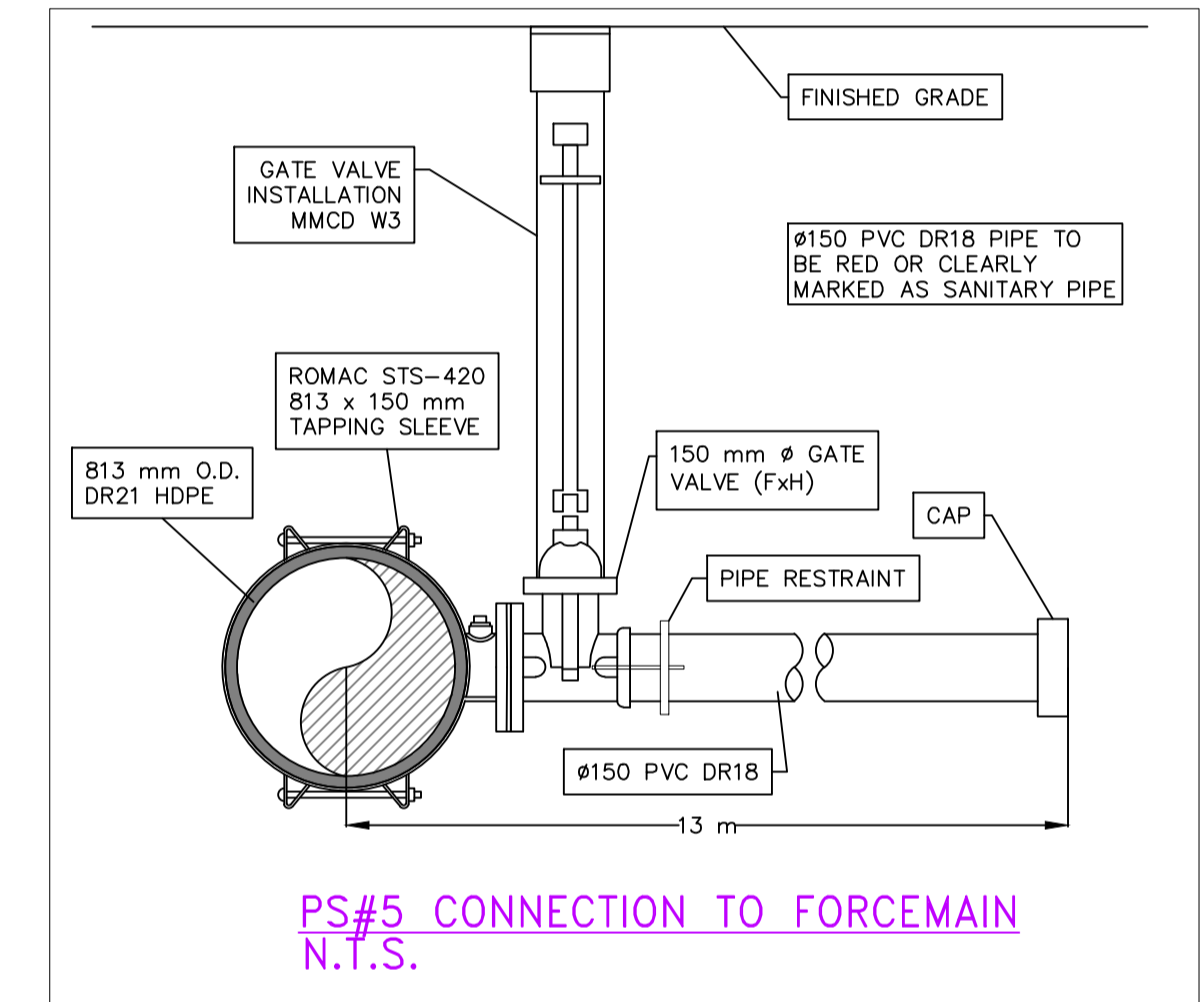 FINISHED GRADE
GATE VALVE
INSTALLATION
MMCD W3
Ø150 PVC DR18 PIPE TO
BE RED OR CLEARLY
MARKED AS SANITARY PIPE
ROMAC STS-420
813 x 150 mm
TAPPING SLEEVE
813 mm O.D.
DR21 HDPE
150 mm Ø GATE
VALVE (FxH)
CAP
PIPE RESTRAINT
Ø150 PVC DR18
13 m
PS#5 CONNECTION TO FORCEMAIN
N.T.S.